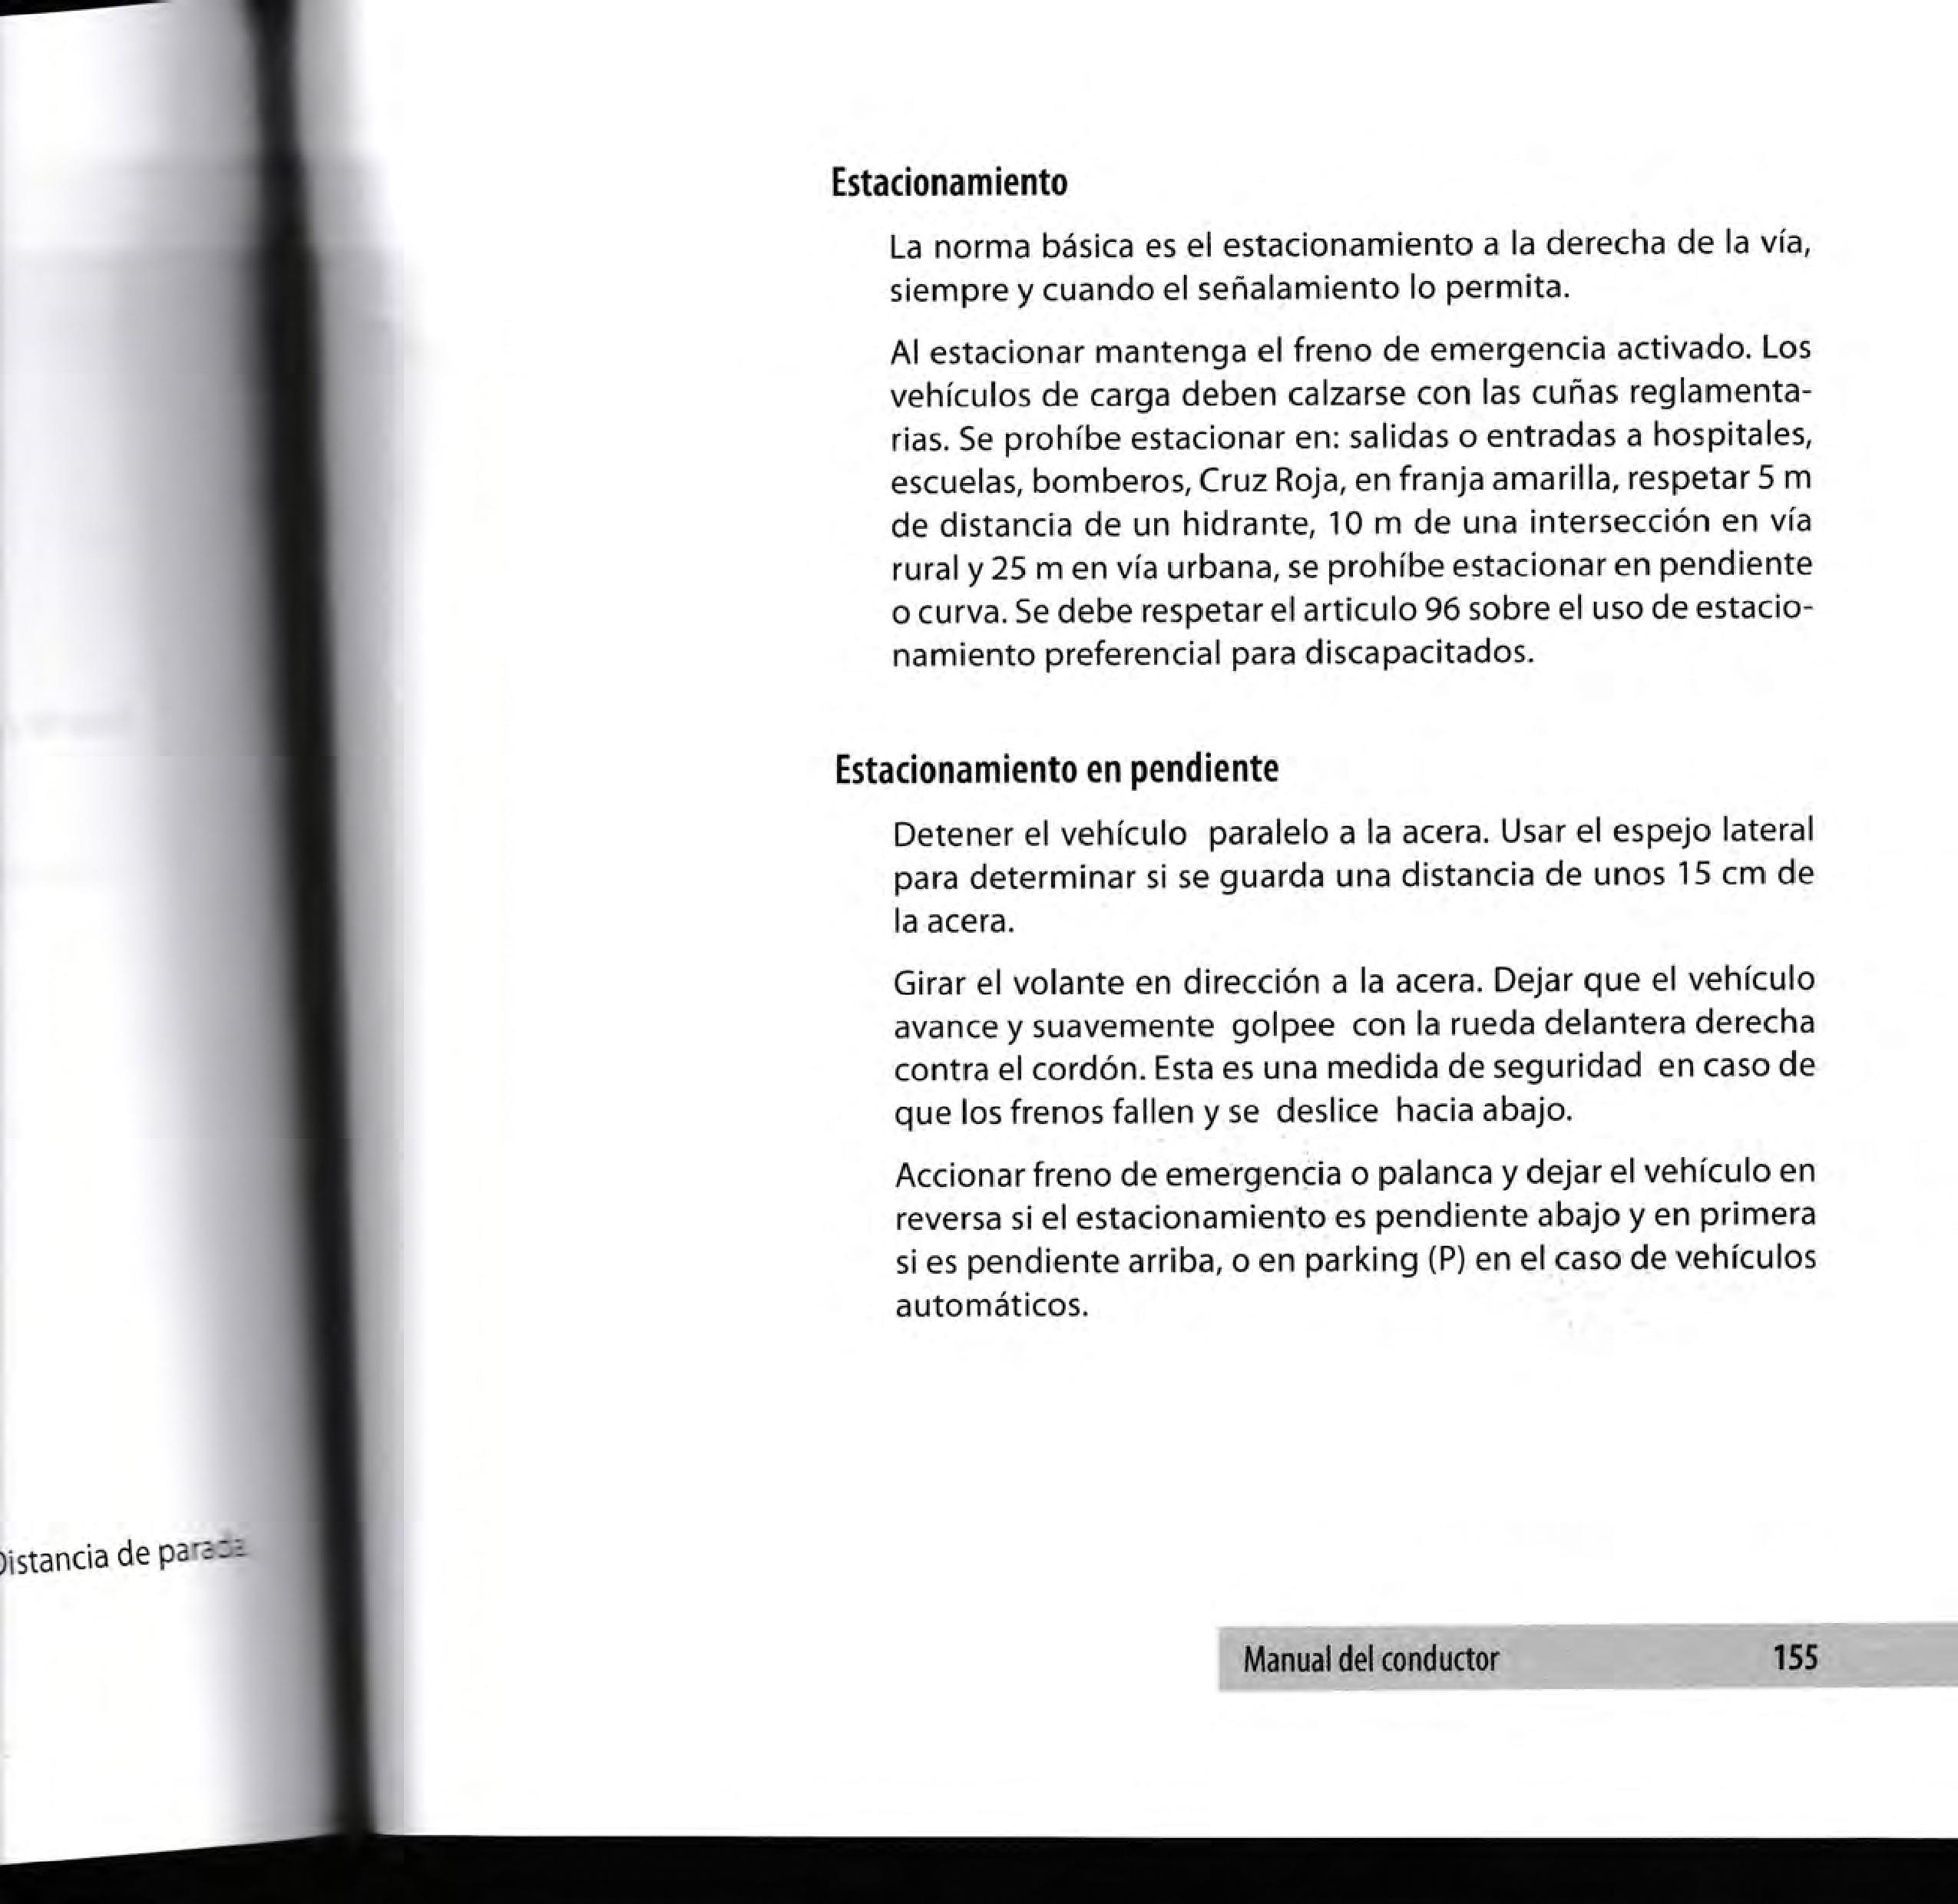 Estacionamiento
La norma básica es el estacionamiento a la derecha de la vía,
siempre y cuando el señalamiento lo permita.
Al estacionar mantenga el freno de emergencia activado. Los
vehículos de carga deben calzarse con las cuñas reglamenta-
rias. Se prohíbe estacionar en: salidas o entradas a hospitales,
escuelas, bomberos, Cruz Roja, en franja amarilla, respetar 5 m
de distancia de un hidrante, 10 m de una intersección en vía
rural y 25 m en vía urbana, se prohíbe estacionar en pendiente
o curva. Se debe respetar el articulo 96 sobre el uso de estacio-
namiento preferencial para discapacitados.
Estacionamiento en pendiente
Detener el vehículo paralelo a la acera. Usar el espejo lateral
para determinar si se guarda una distancia de unos 15 cm de
la acera.
Girar el volante en dirección a la acera. Dejar que el vehículo
avance y suavemente golpee con la rueda delantera derecha
contra el cordón. Esta es una medida de seguridad en caso de
que los frenos fallen y se deslice hacia abajo.
Accionar freno de emergencia o palanca y dejar el vehículo en
reversa si el estacionamiento es pendiente abajo y en primera
si es pendiente arriba, o en parking (P) en el caso de vehículos
automáticos.
Distancia de parada
Manual del conductor 155